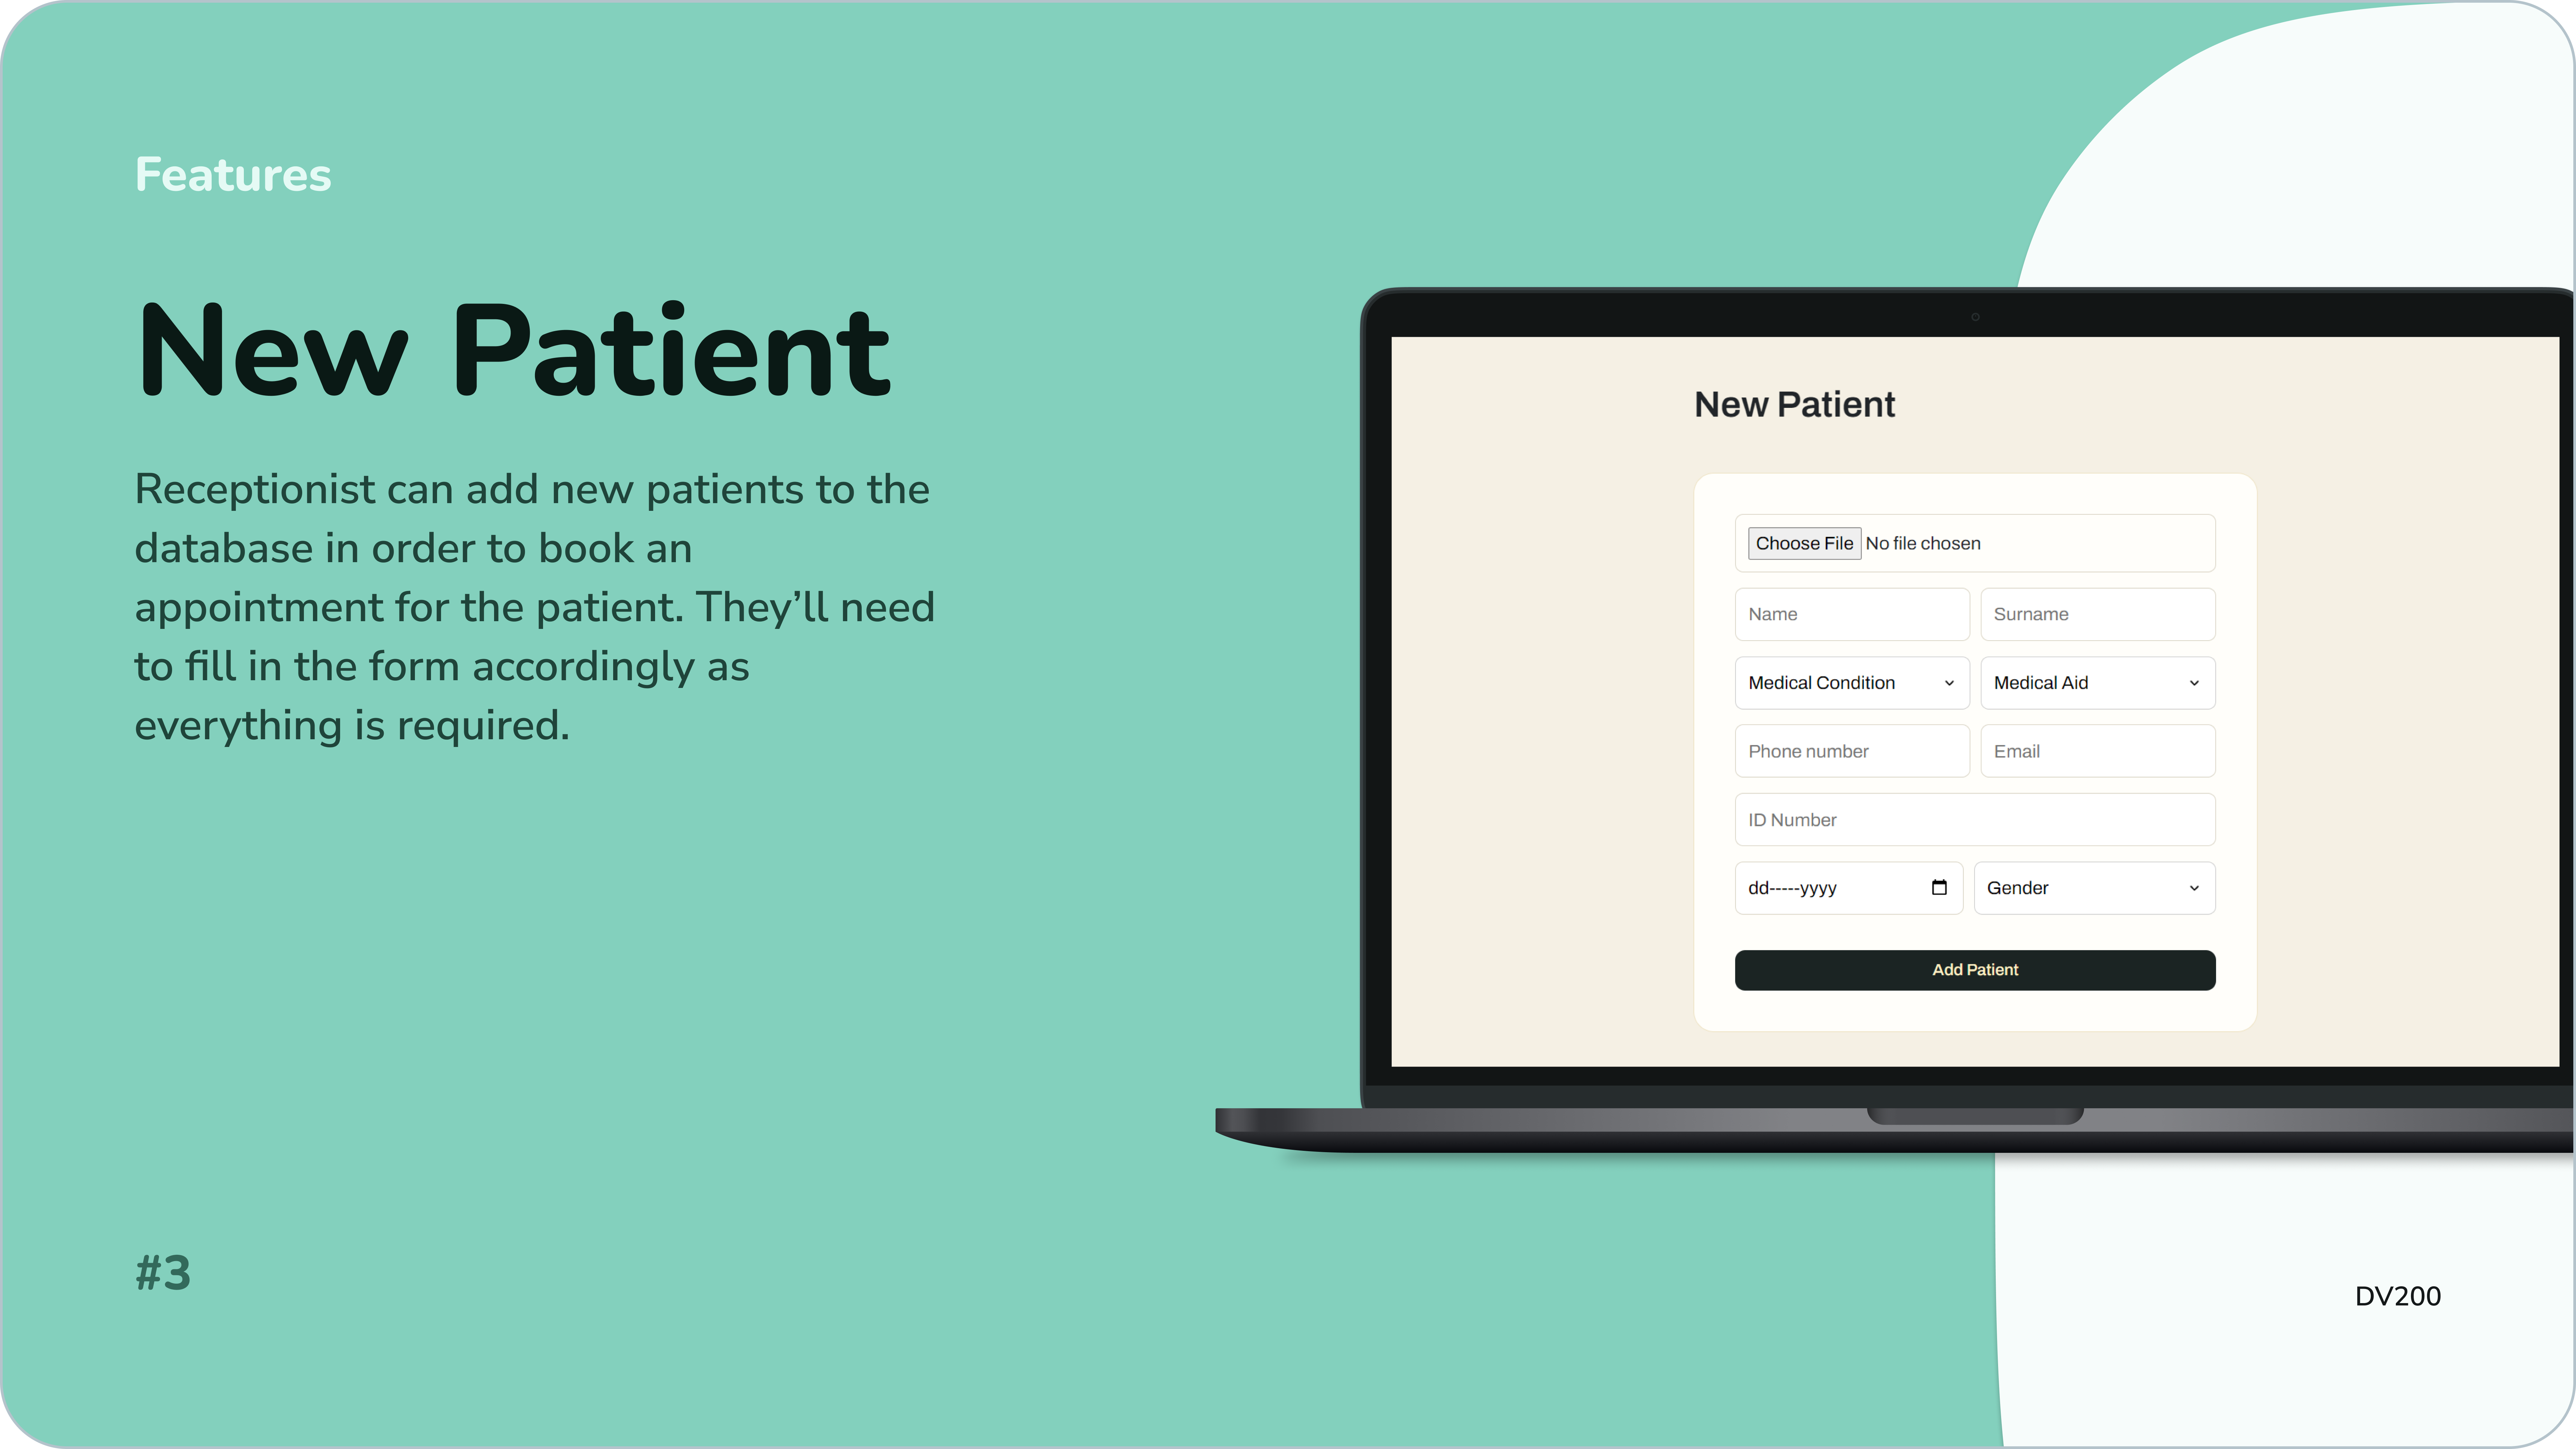 Features
New Patient
Receptionist can add new patients to the
database in order to book an
appointment for the patient. They’ll need
to fill in the form accordingly as
everything is required.
#3
New Patient
Choose File No file chosen
Name Surname
Medical Condition Medical Aid
Phone number Email
ID Number
dd-----yyyy Gender
Add Patient
DV200